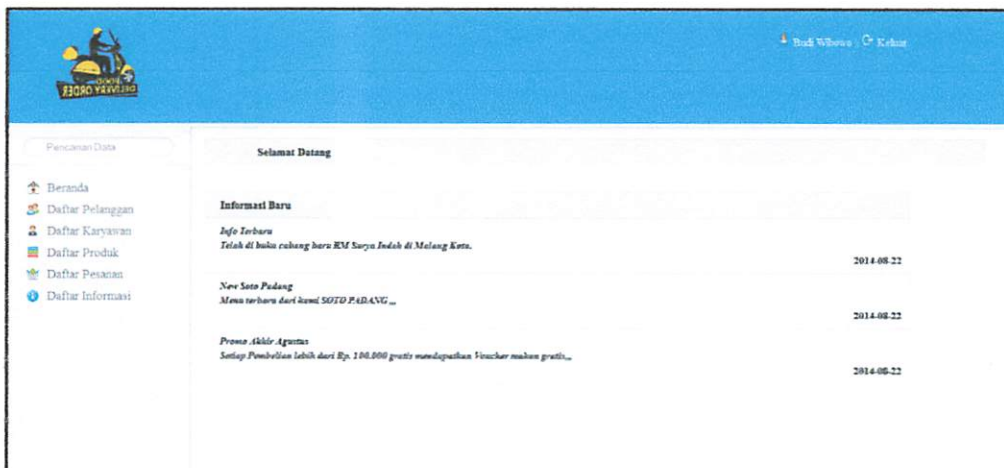 Budi Wibowo : Keluar
FOOD
DELIVERY ORDER
Pencarian Data
Selamat Datang
Beranda
Daftar Pelanggan
Daftar Karyawan
Daftar Produk
Daftar Pesanan
Daftar Informasi
Informasi Baru
Info Terbaru
Telah di buka cabang baru RM Surya Indah di Malang Kota.
2014-08-22
New Soto Padang
Menu terbaru dari kami SOTO PADANG ,,,
2014-08-22
Promo Akhir Agustus
Setiap Pembelian lebih dari Rp. 100.000 gratis mendapatkan Voucher makan gratis,,,
2014-08-22